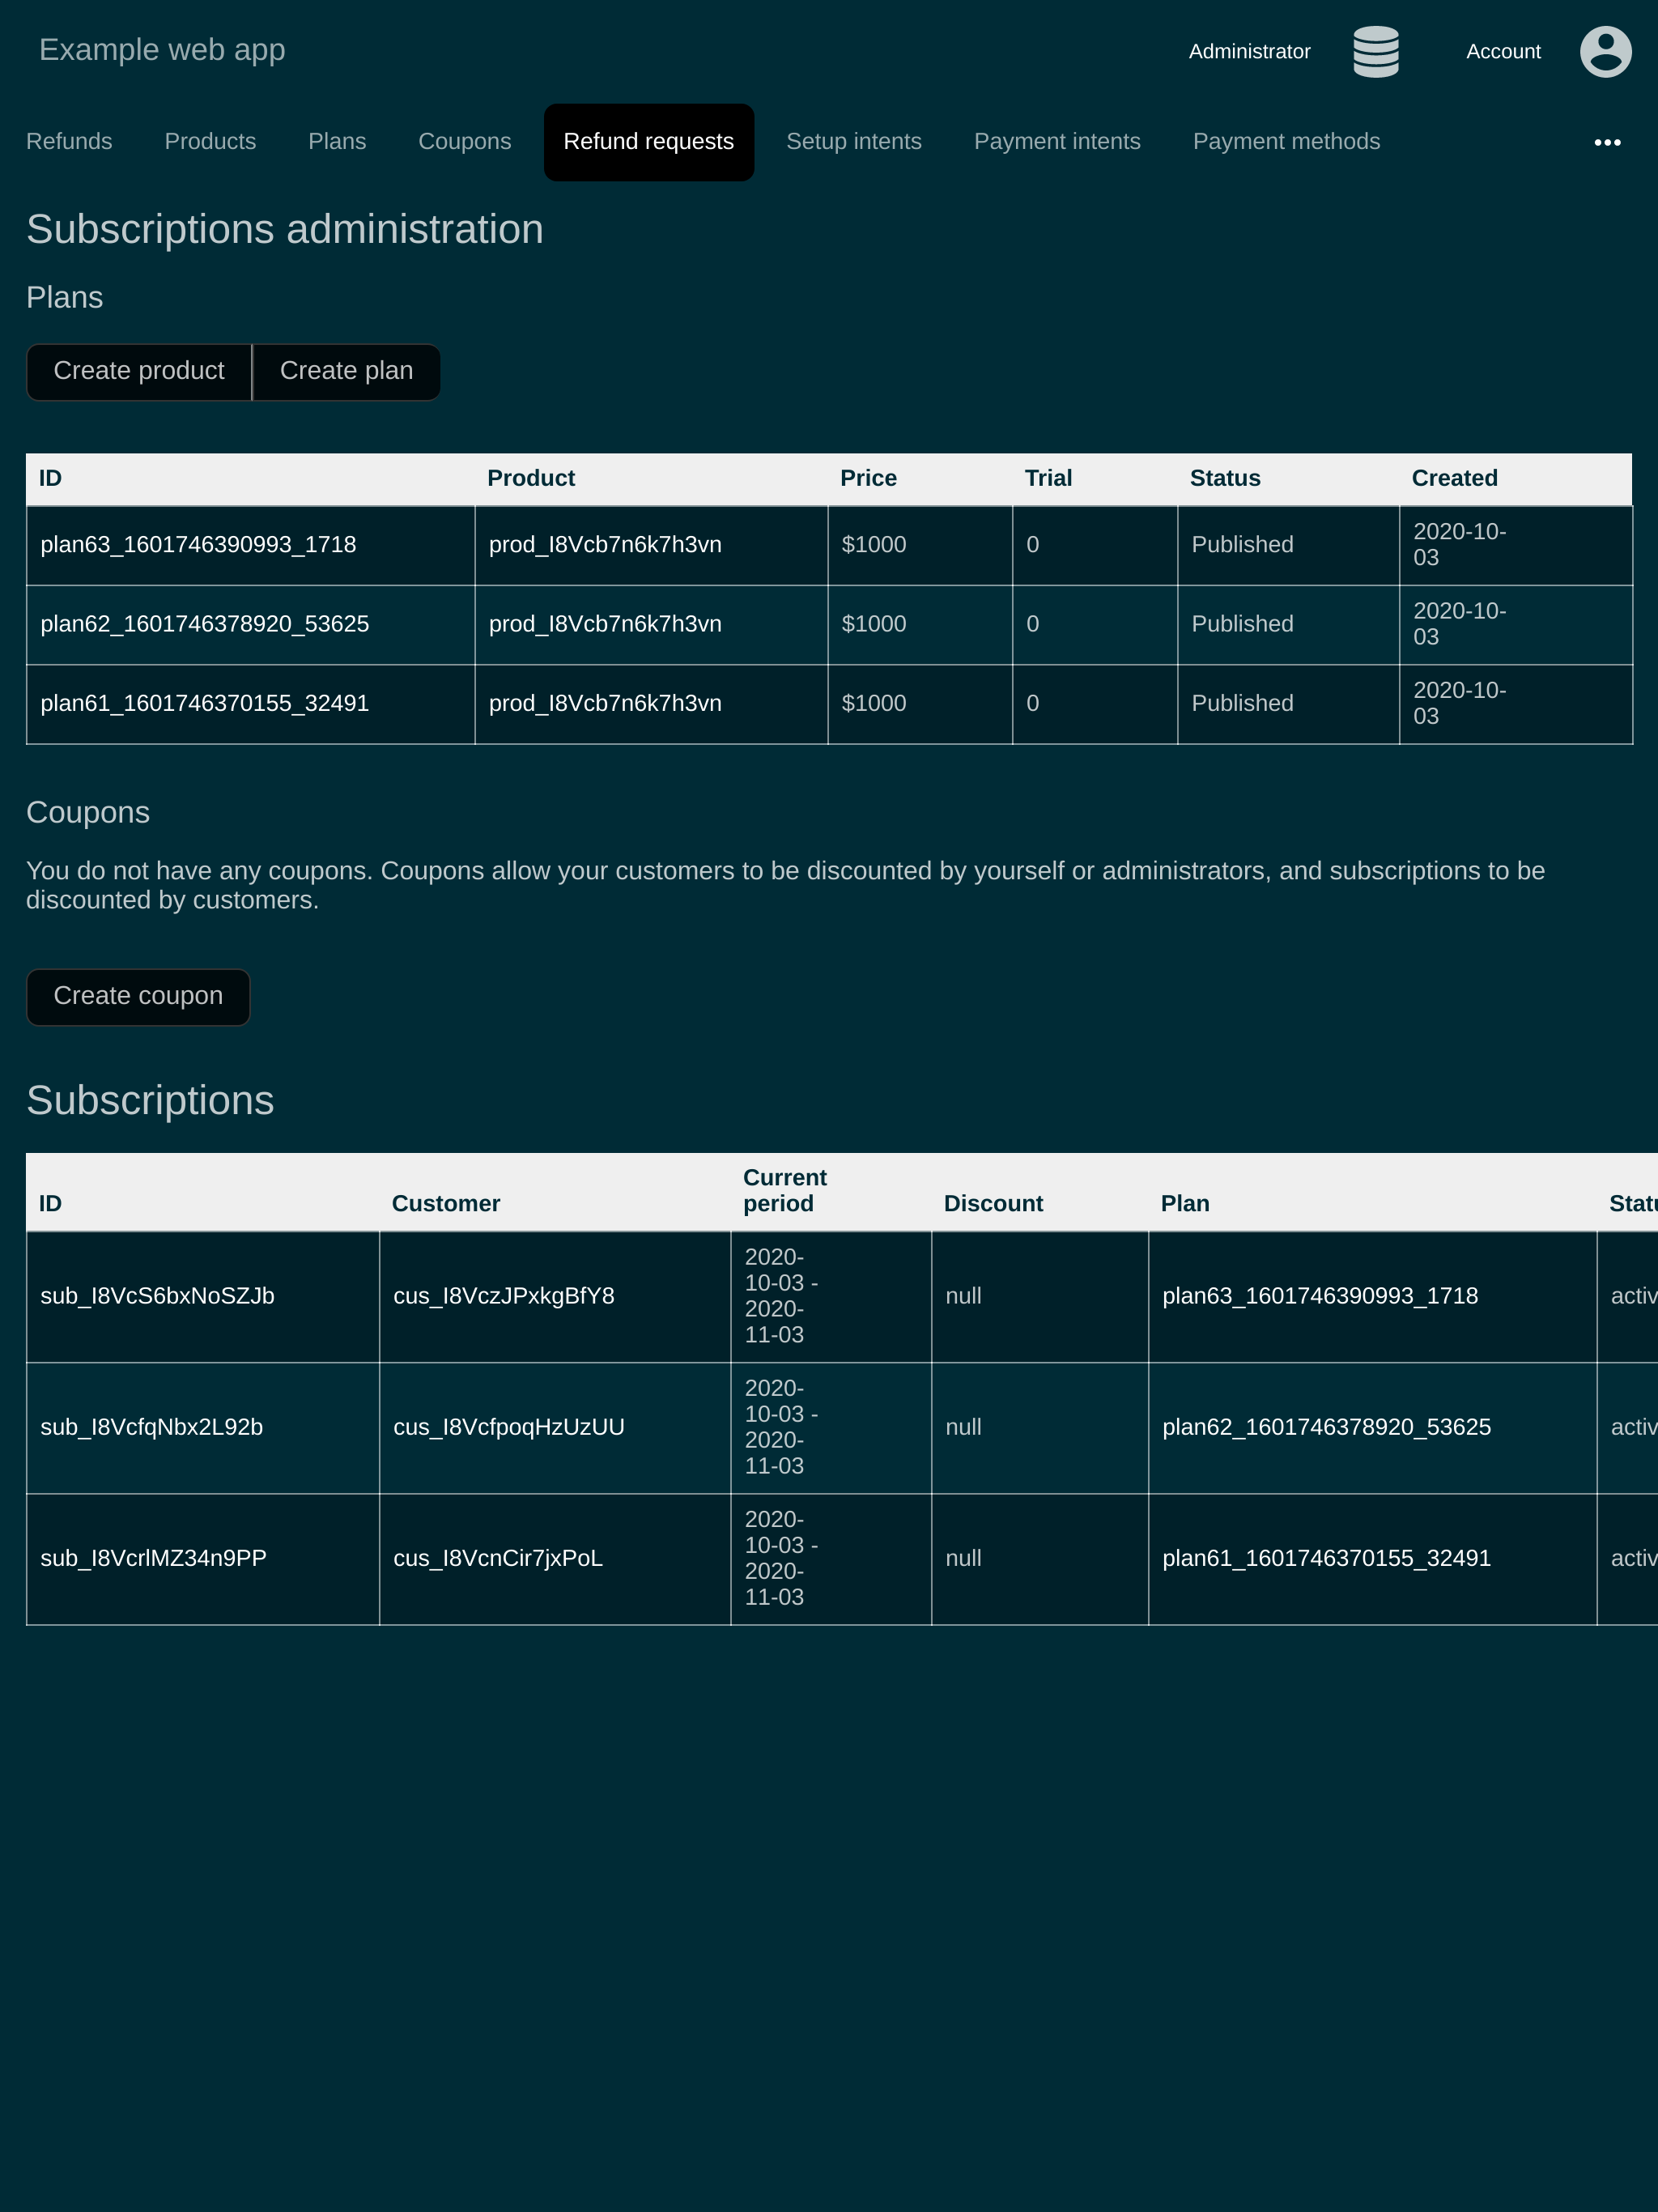 Example web app
Administrator
Account
Refunds Products Plans Coupons Refund requests Setup intents Payment intents Payment methods •••
Subscriptions administration
Plans
Create product Create plan
ID Product Price Trial Status Created
plan63_1601746390993_1718 prod_I8Vcb7n6k7h3vn $1000 0 Published 2020-10-
03
plan62_1601746378920_53625 prod_I8Vcb7n6k7h3vn $1000 0 Published 2020-10-
03
plan61_1601746370155_32491 prod_I8Vcb7n6k7h3vn $1000 0 Published 2020-10-
03
Coupons
You do not have any coupons. Coupons allow your customers to be discounted by yourself or administrators, and subscriptions to be
discounted by customers.
Create coupon
Subscriptions
ID Customer Current
period Discount Plan Statu
sub_I8VcS6bxNoSZJb cus_I8VczJPxkgBfY8 2020-
10-03 -
2020-
11-03
null plan63_1601746390993_1718 activ
sub_I8VcfqNbx2L92b cus_I8VcfpoqHzUzUU 2020-
10-03 -
2020-
11-03
null plan62_1601746378920_53625 activ
sub_I8VcrlMZ34n9PP cus_I8VcnCir7jxPoL 2020-
10-03 -
2020-
11-03
null plan61_1601746370155_32491 activ